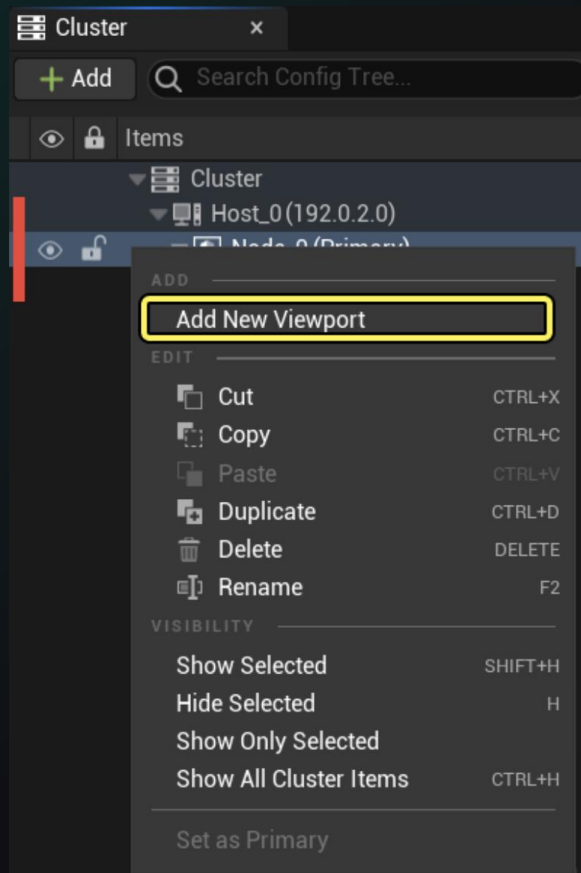 Cluster
Add Search Config Tree...
Items
Cluster
Host_0 (192.0.2.0)
Node_0 (Primary)
ADD
Add New Viewport
EDIT
Cut CTRL+X
Copy CTRL+C
Paste CTRL+V
Duplicate CTRL+D
Delete DELETE
Rename F2
VISIBILITY
Show Selected SHIFT+H
Hide Selected H
Show Only Selected
Show All Cluster Items CTRL+H
Set as Primary